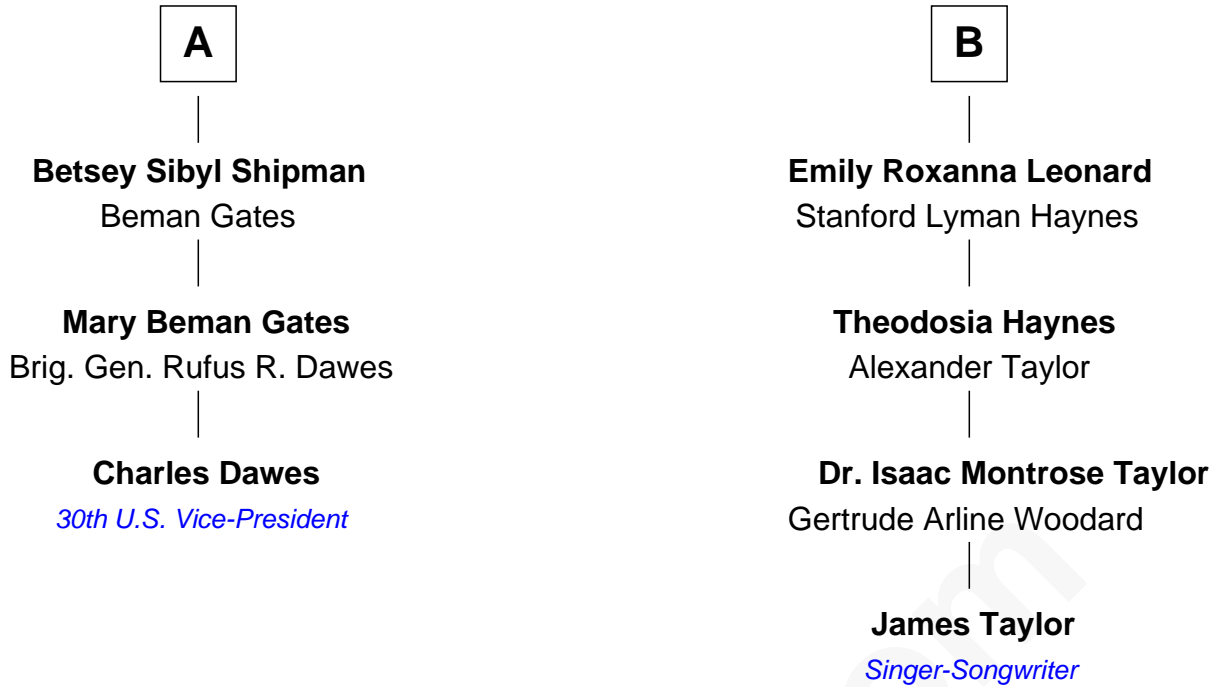 A
Betsey Sibyl Shipman
Beman Gates
Mary Beman Gates
Brig. Gen. Rufus R. Dawes
Charles Dawes
30th U.S. Vice-President
B
Emily Roxanna Leonard
Stanford Lyman Haynes
Theodosia Haynes
Alexander Taylor
Dr. Isaac Montrose Taylor
Gertrude Arline Woodard
James Taylor
Singer-Songwriter